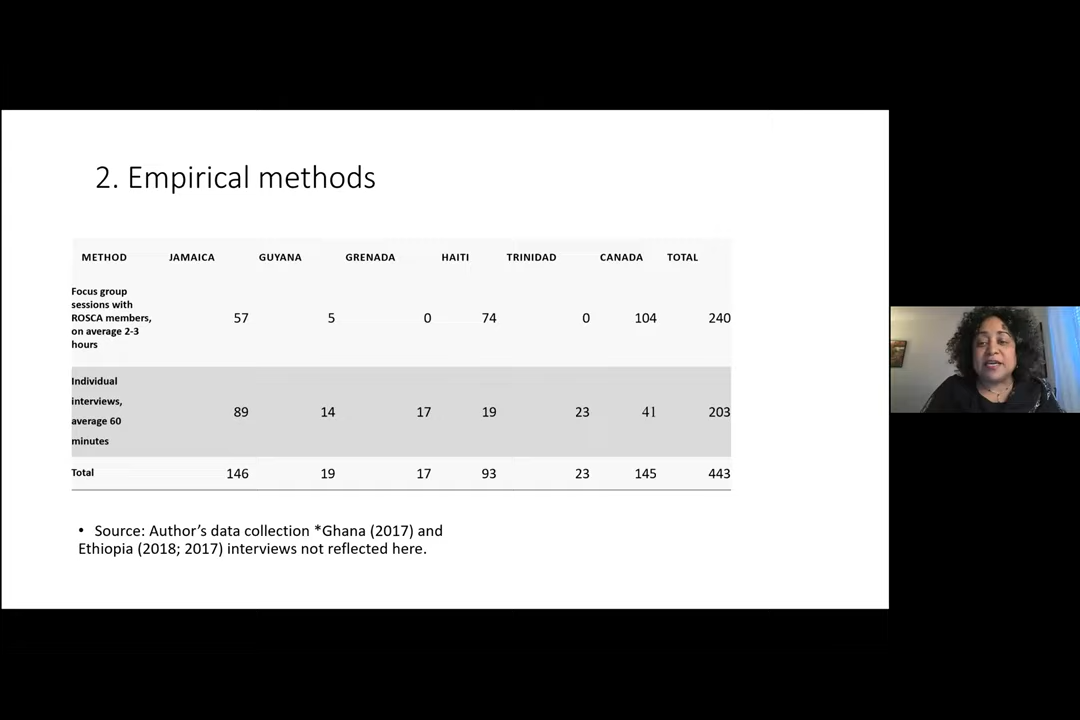 2. Empirical methods
METHOD JAMAICA GUYANA GRENADA HAITI TRINIDAD CANADA TOTAL
Focus group
sessions with
ROSCA members,
on average 2-3
hours
57 5 0 74 0 104 240
Individual
interviews,
average 60
minutes
89 14 17 19 23 41 203
Total 146 19 17 93 23 145 443
• Source: Author’s data collection *Ghana (2017) and
Ethiopia (2018; 2017) interviews not reflected here.